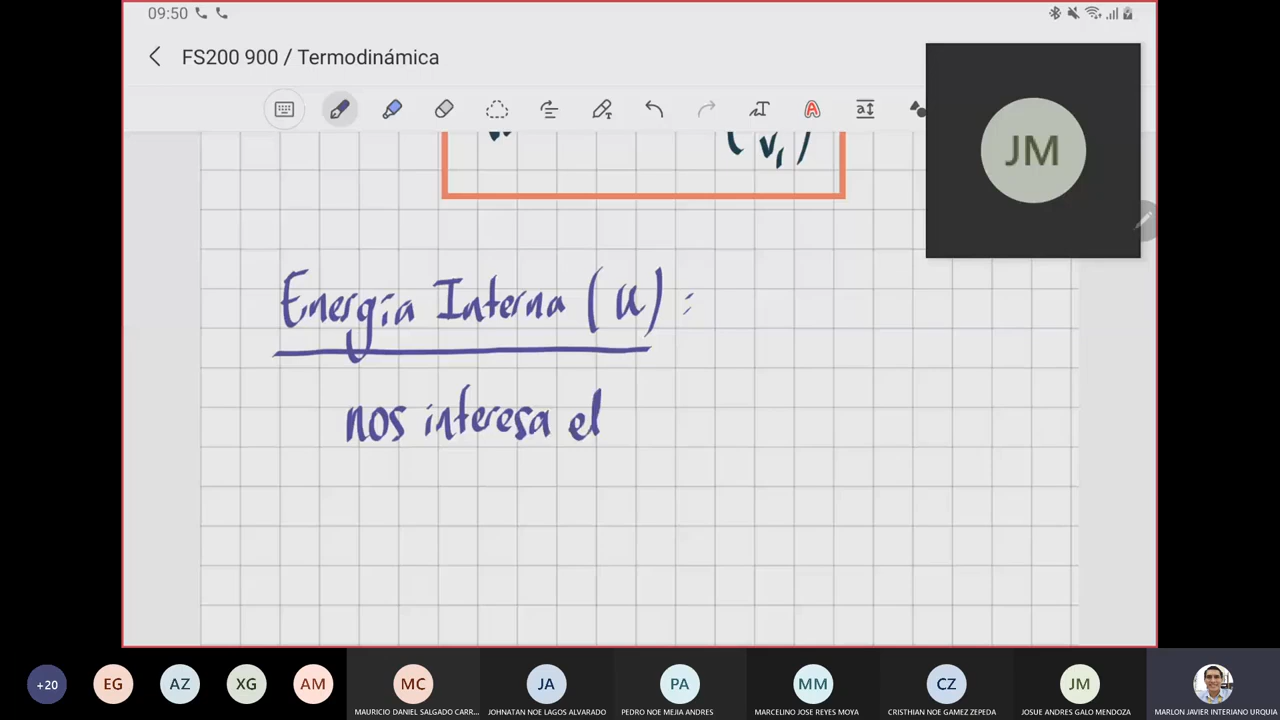 09:50
FS200 900 / Termodinámica
JM
(V₁)
Energía Interna (U):
nos interesa el
+20
EG
AZ
XG
AM
MC
JA
PA
MM
CZ
JM
MAURICIO DANIEL SALGADO CARR...
JOHNATAN NOE LAGOS ALVARADO
PEDRO NOE MEJIA ANDRES
MARCELINO JOSE REYES MOYA
CRISTHIAN NOE GAMEZ ZEPEDA
JOSUE ANDRES GALO MENDOZA
MARLON JAVIER INTERIANO URQUIA